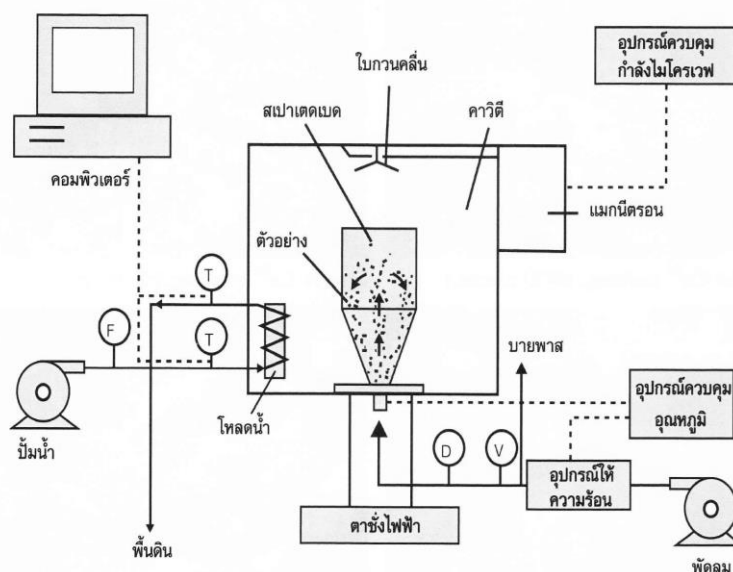 ใบกวนคลื่น
อุปกรณ์ควบคุม
กำลังไมโครเวฟ
สเปาเตดเบด
คาวิตี
คอมพิวเตอร์
แมกนีตรอน
ตัวอย่าง
T
F
T
บายพาส
โหลดน้ำ
อุปกรณ์ควบคุม
อุณหภูมิ
ปั๊มน้ำ
D
V
อุปกรณ์ให้
ความร้อน
ตาชั่งไฟฟ้า
พื้นดิน
พัดลม